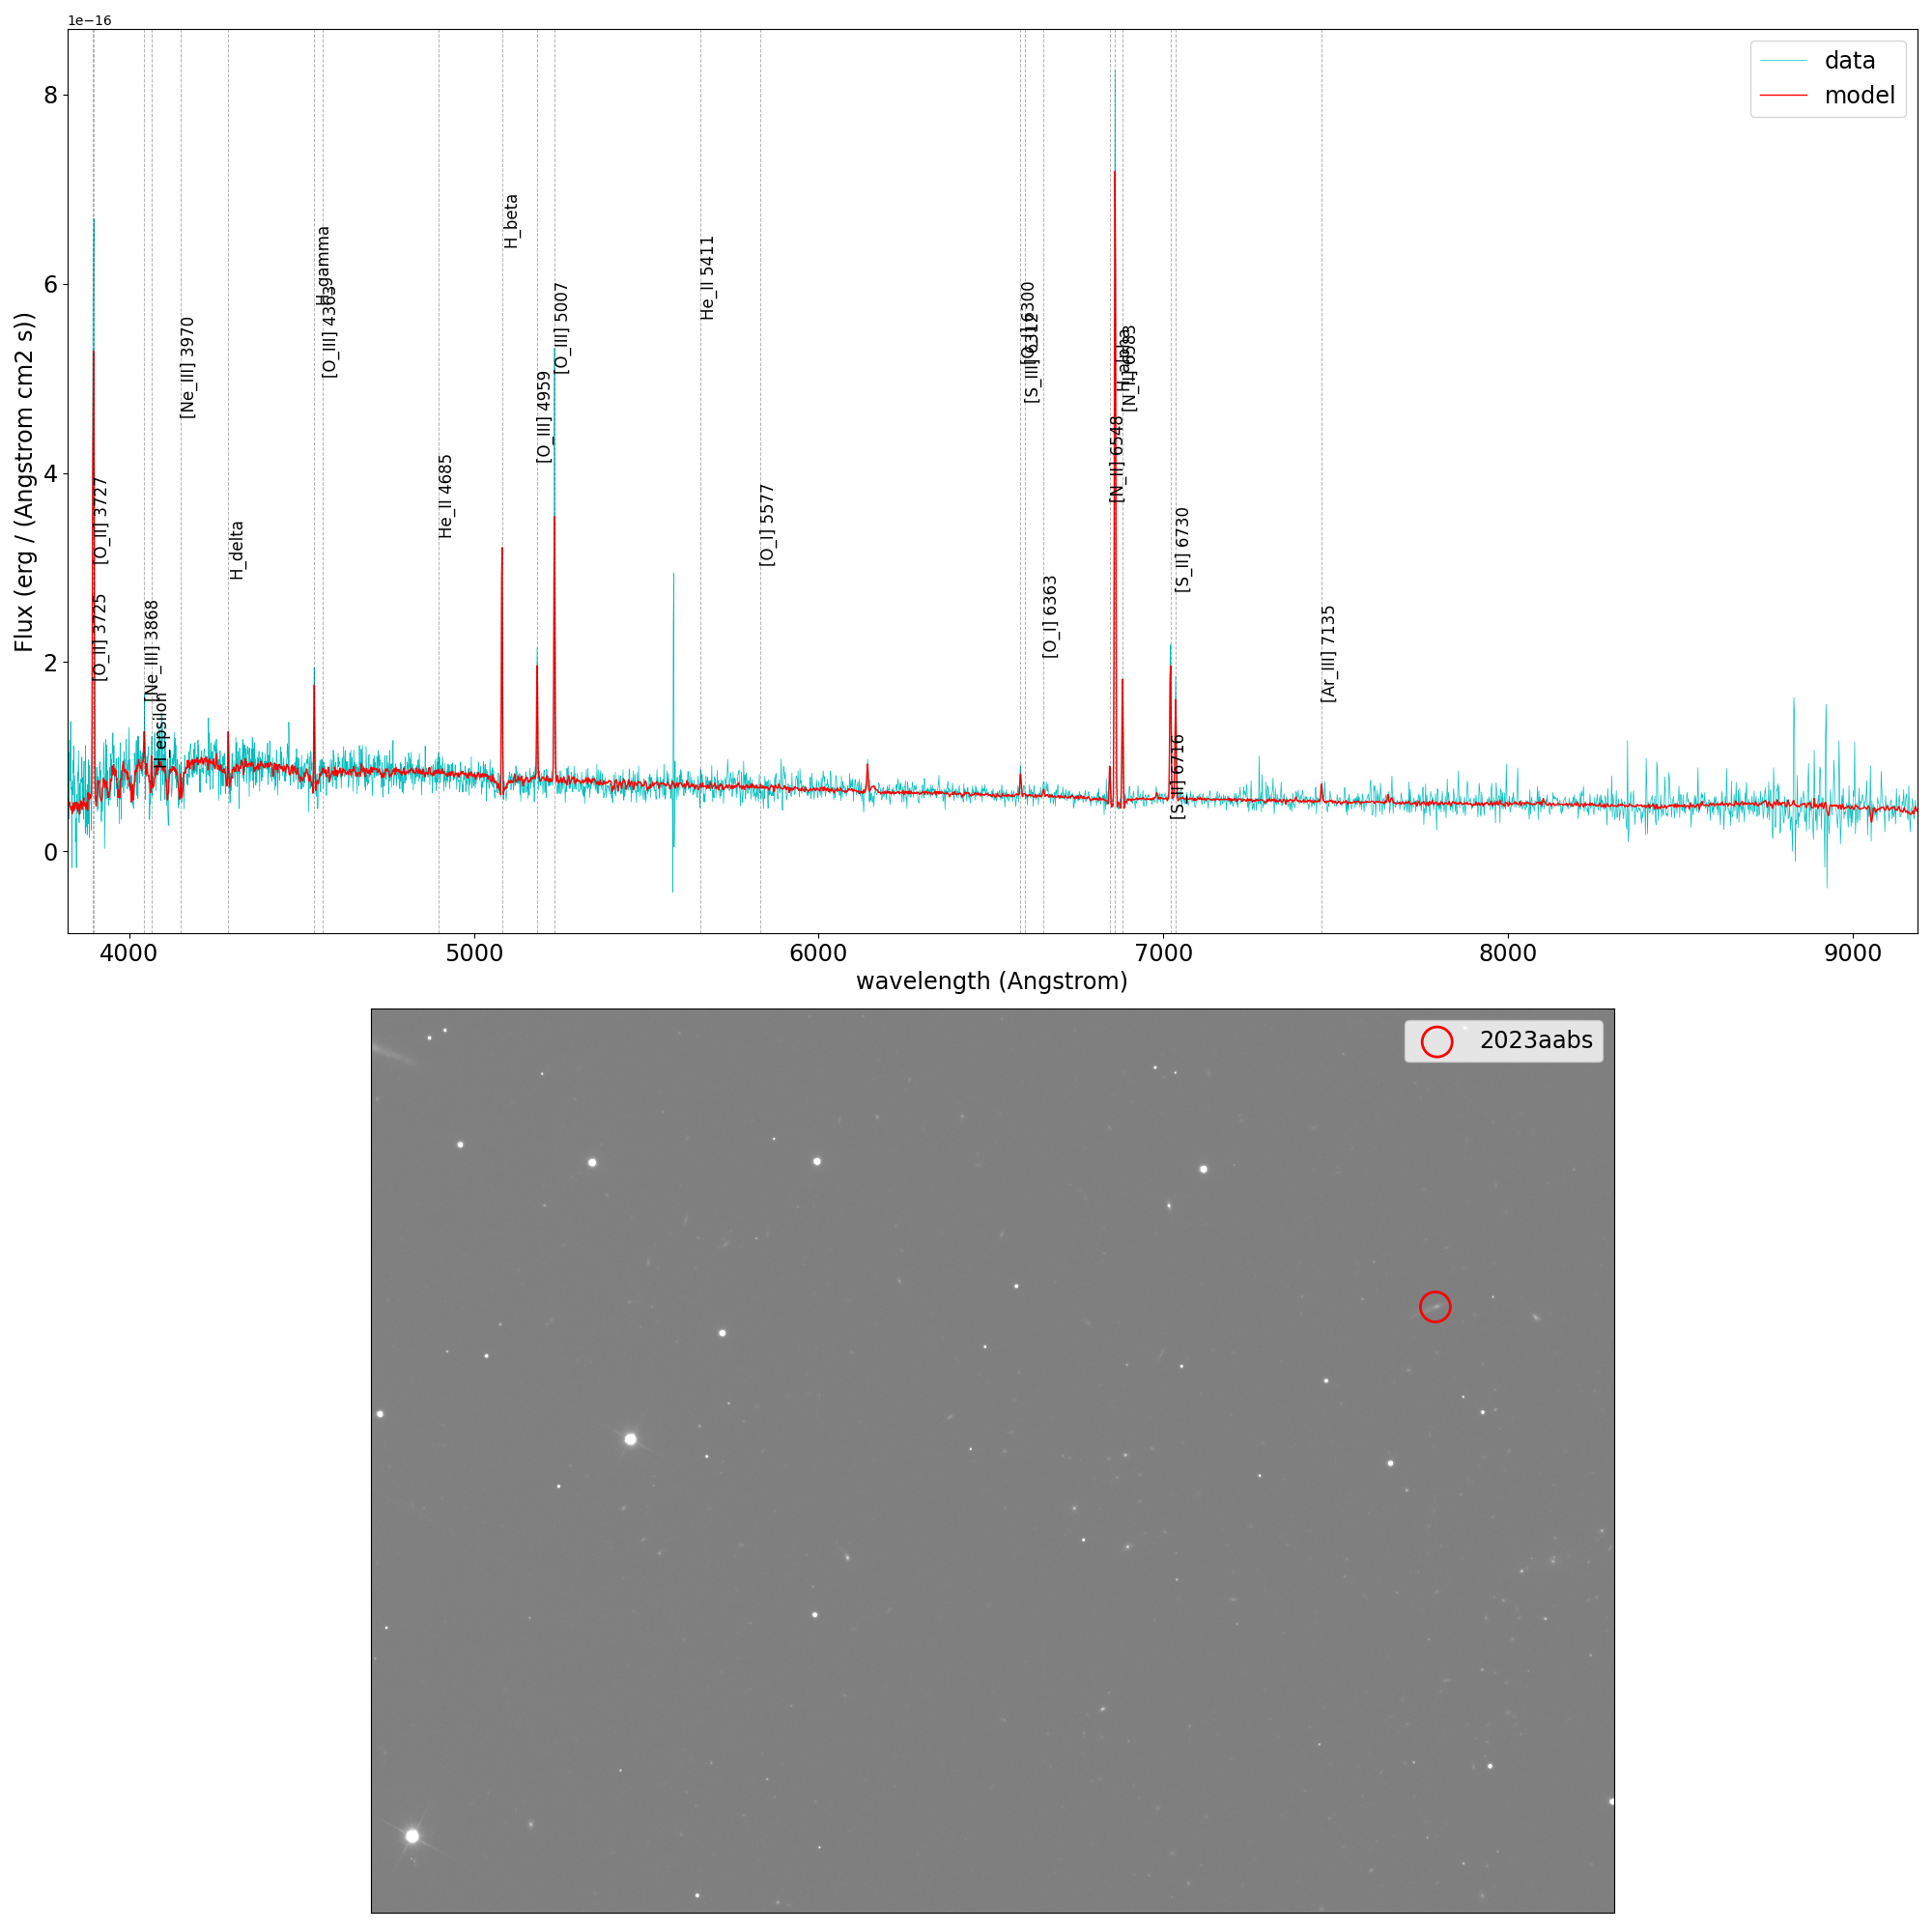 1e−16
data
model
8
6
4
2
0
Flux (erg / (Angstrom cm2 s))
[O_II] 3725
[O_II] 3727
[Ne_III] 3868
H_epsilon
[Ne_III] 3970
H_delta
H_gamma
[O_III] 4363
He_II 4685
H_beta
[O_III] 4959
[O_III] 5007
He_II 5411
[O_I] 5577
[O_I] 6300
[S_III] 6312
[O_I] 6363
[N_II] 6548
H_alpha
[N_II] 6583
[S_II] 6716
[S_II] 6730
[Ar_III] 7135
4000 5000 6000 7000 8000 9000
wavelength (Angstrom)
2023aabs